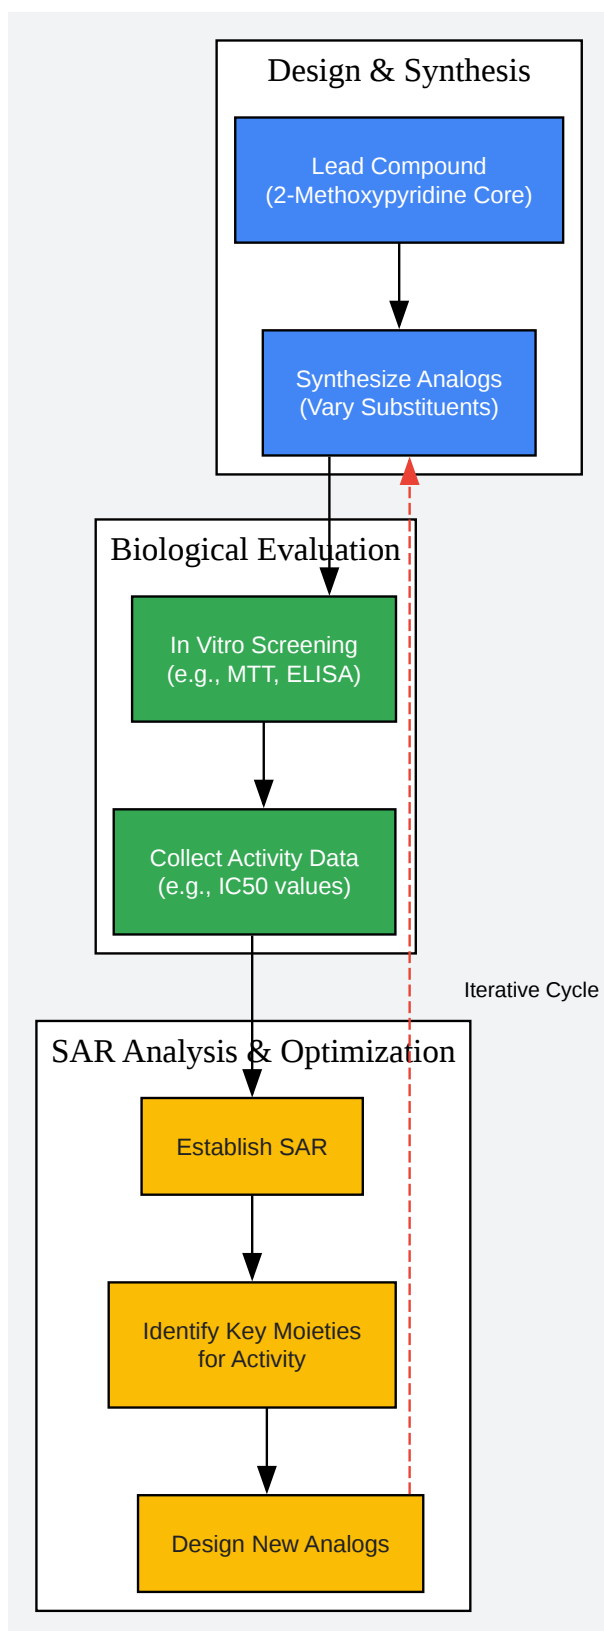 Design & Synthesis
Lead Compound
(2-Methoxypyridine Core)
Synthesize Analogs
(Vary Substituents)
Biological Evaluation
In Vitro Screening
(e.g., MTT, ELISA)
Collect Activity Data
(e.g., IC50 values)
Iterative Cycle
SAR Analysis & Optimization
Establish SAR
Identify Key Moieties
for Activity
Design New Analogs